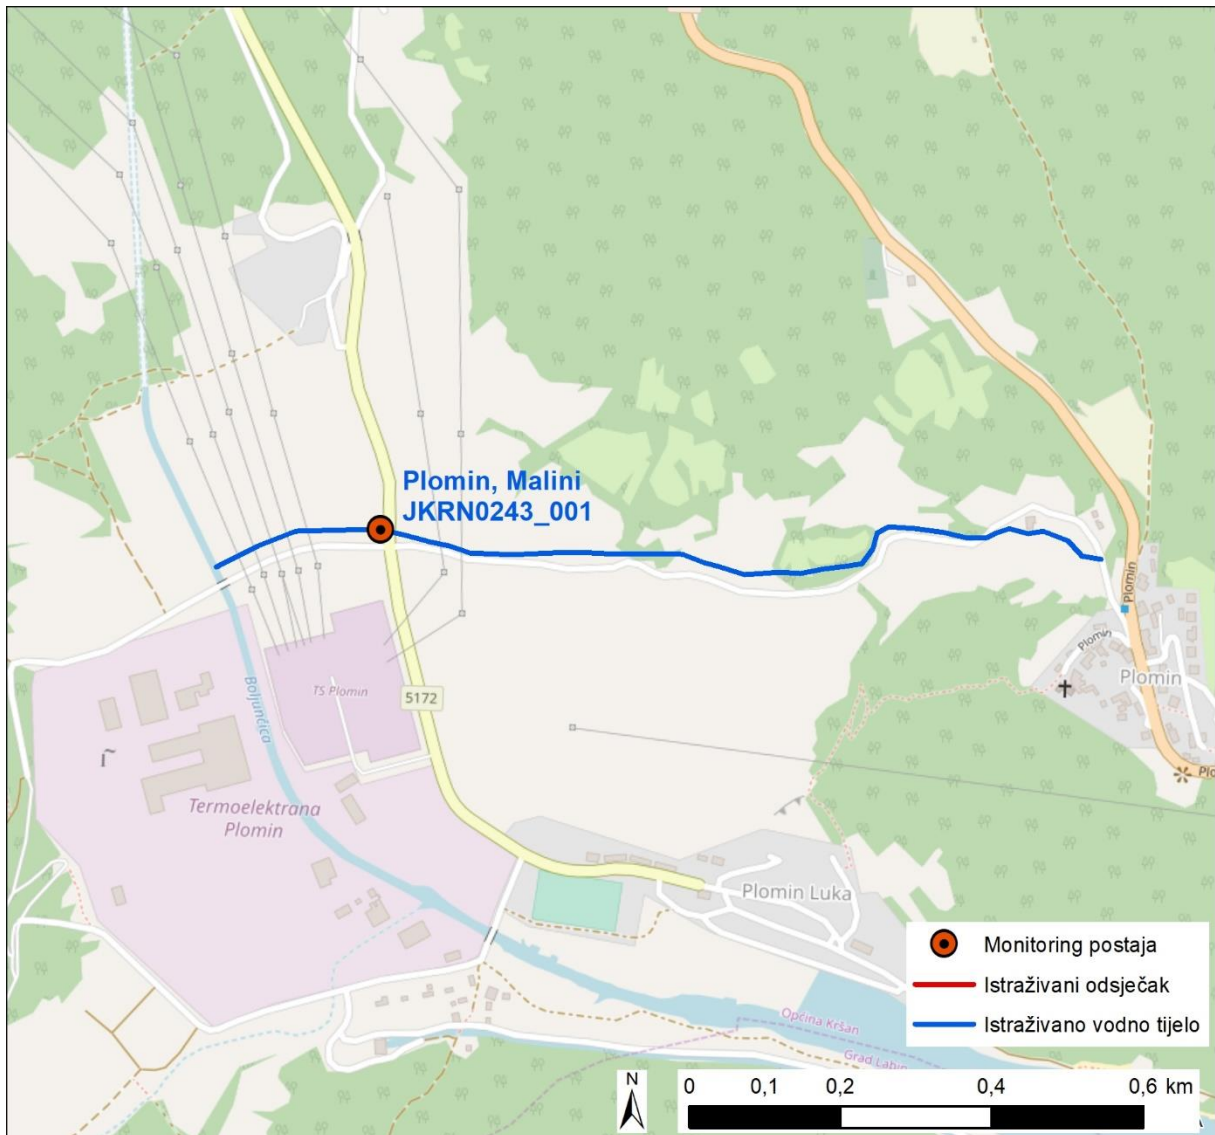 Plomin, Malini
JKRN0243_001
Plomin
Plomin
Plomin
Boljunčica
TS Plomin
5172
Termoelektrana
Plomin
Plomin Luka
Općina Kršan
Grad Labin
Monitoring postaja
Istraživani odsječak
Istraživano vodno tijelo
N
0
0,1
0,2
0,4
0,6 km